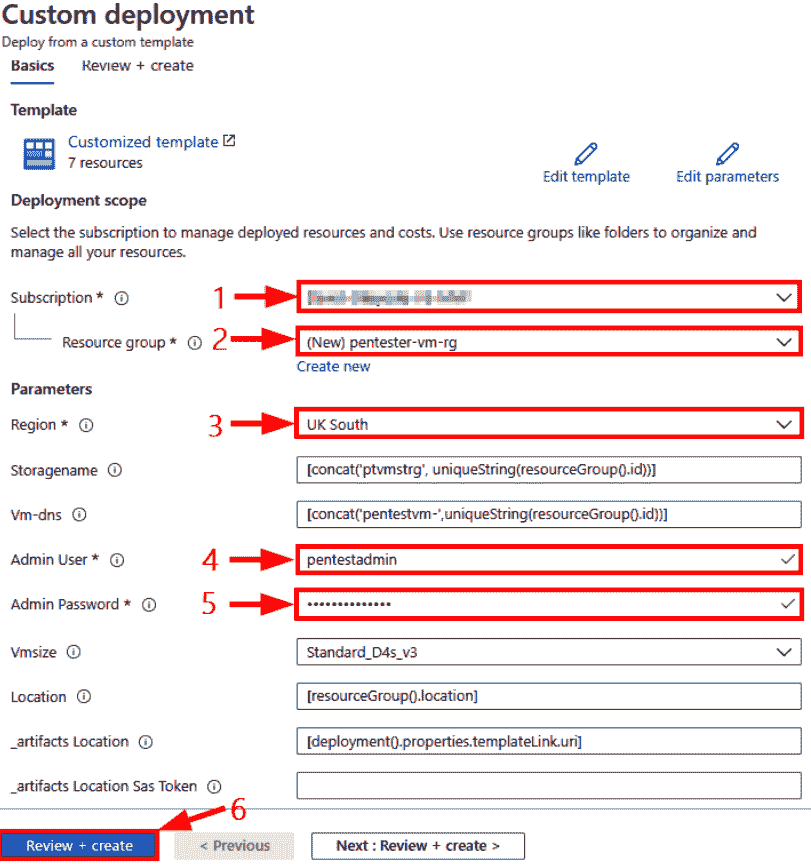 Custom deployment
Deploy from a custom template
Basics Review + create
Template
Customized template
7 resources
Edit template Edit parameters
Deployment scope
Select the subscription to manage deployed resources and costs. Use resource groups like folders to organize and
manage all your resources.
Subscription * 1
Resource group * 2 (New) pentester-vm-rg
Create new
Parameters
Region * 3 UK South
Storagename [concat('ptvmstrg', uniqueString(resourceGroup().id))]
Vm-dns [concat('pentestvm-',uniqueString(resourceGroup().id))]
Admin User * 4 pentestadmin
Admin Password * 5 ••••••••••••••
Vmsize Standard_D4s_v3
Location [resourceGroup().location]
_artifacts Location [deployment().properties.templateLink.uri]
_artifacts Location Sas Token
6
Review + create < Previous Next : Review + create >